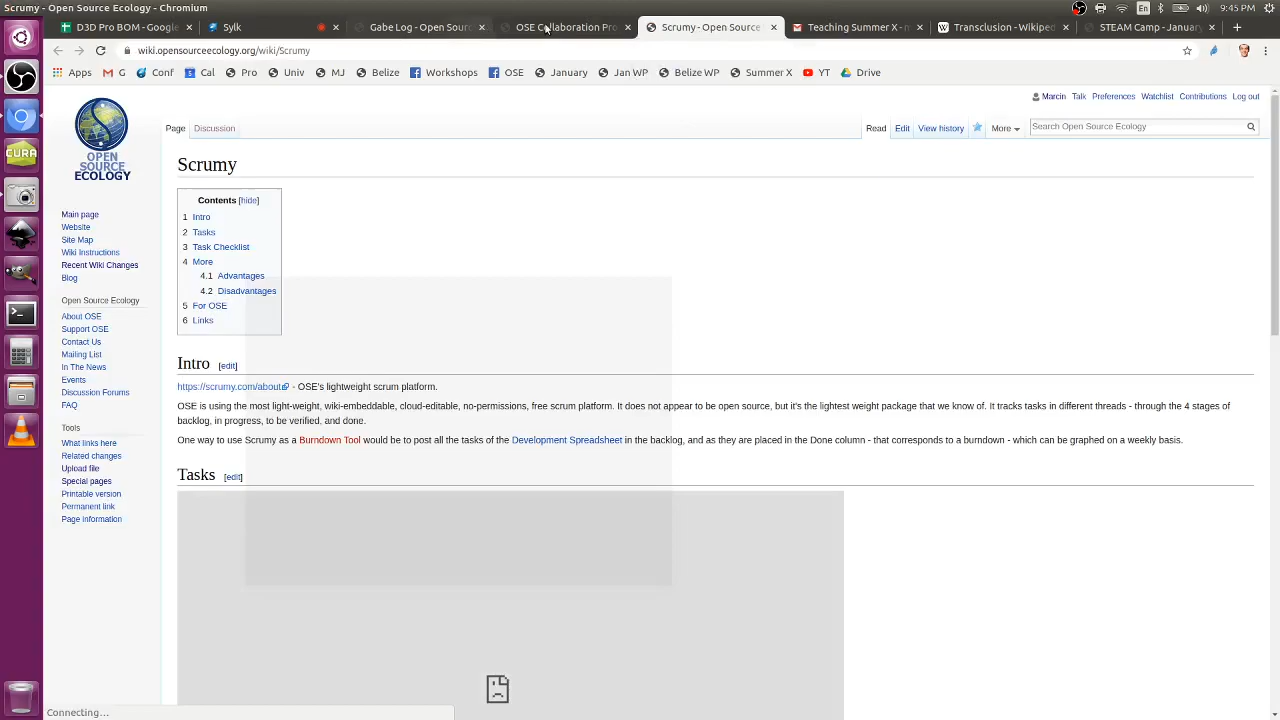 Scrumy - Open Source Ecology - Chromium
En
9:45 PM
D3D Pro BOM - Google
Sylk
Gabe Log - Open Sourc
OSE Collaboration Pro
Scrumy - Open Source
Teaching Summer X - m
Transclusion - Wikiped
STEAM Camp - January
wiki.opensourceecology.org/wiki/Scrumy
Apps
G
Conf
Cal
Pro
Univ
MJ
Belize
Workshops
OSE
January
Jan WP
Belize WP
Summer X
YT
Drive
Marcin
Talk
Preferences
Watchlist
Contributions
Log out
OPEN
SOURCE
ECOLOGY
CURA
Page
Discussion
Read
Edit
View history
More
Search Open Source Ecology
Main page
Website
Site Map
Wiki Instructions
Recent Wiki Changes
Blog
Open Source Ecology
About OSE
Support OSE
Contact Us
Mailing List
In The News
Events
Discussion Forums
FAQ
Tools
What links here
Related changes
Upload file
Special pages
Printable version
Permanent link
Page information
Scrumy
Contents [hide]
1 Intro
2 Tasks
3 Task Checklist
4 More
4.1 Advantages
4.2 Disadvantages
5 For OSE
6 Links
Intro [edit]
https://scrumy.com/about - OSE's lightweight scrum platform.
OSE is using the most light-weight, wiki-embeddable, cloud-editable, no-permissions, free scrum platform. It does not appear to be open source, but it's the lightest weight package that we know of. It tracks tasks in different threads - through the 4 stages of
backlog, in progress, to be verified, and done.
One way to use Scrumy as a Burndown Tool would be to post all the tasks of the Development Spreadsheet in the backlog, and as they are placed in the Done column - that corresponds to a burndown - which can be graphed on a weekly basis.
Tasks [edit]
Connecting...